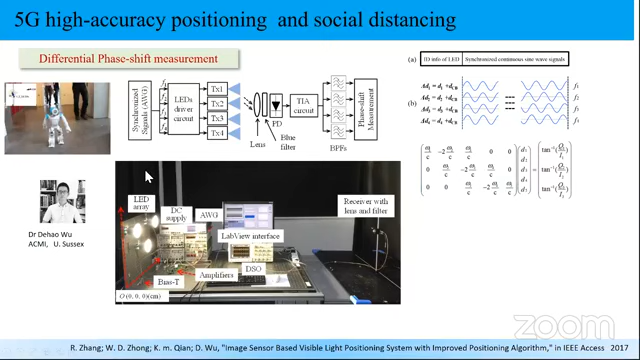 5G high-accuracy positioning and social distancing
Differential Phase-shift measurement
Synchronized Signals (AWG)
LEDs driver circuit
Tx1
Tx2
Tx3
Tx4
Lens
PD
Blue filter
TIA circuit
BPFs
Phase-shift Measurement
(a) ID info of LED Synchronized continuous sine wave signals
(b)
Dr Dehao Wu
ACMI, U. Sussex
LED array
DC supply
AWG
LabView interface
Receiver with lens and filter
Bias-T
Amplifiers
DSO
O (0, 0, 0)(cm)
zoom
R. Zhang; W. D. Zhong; K. m. Qian; D. Wu, "Image Sensor Based Visible Light Positioning System with Improved Positioning Algorithm," in IEEE Access 2017